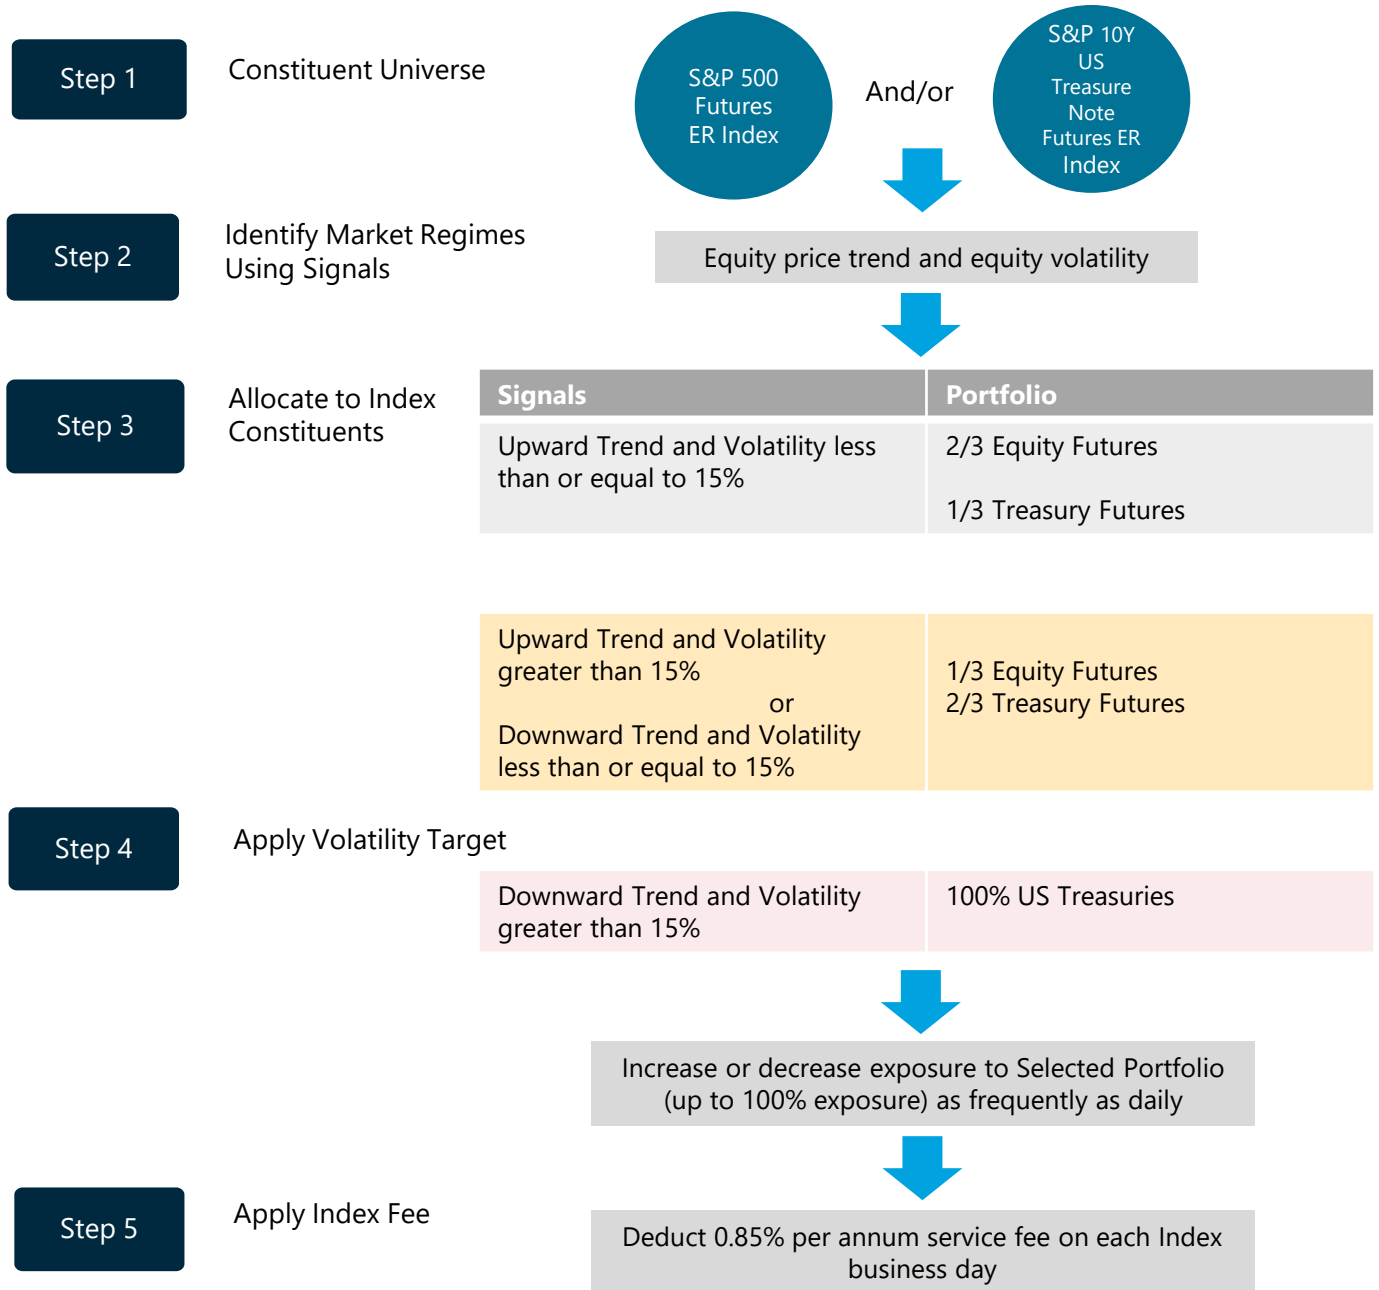 Step 1
Constituent Universe
S&P 500
Futures
ER Index
And/or
S&P 10Y
US
Treasure
Note
Futures ER
Index
Step 2
Identify Market Regimes
Using Signals
Equity price trend and equity volatility
Step 3
Allocate to Index
Constituents
Signals
Portfolio
Upward Trend and Volatility less
than or equal to 15%
2/3 Equity Futures
1/3 Treasury Futures
Upward Trend and Volatility
greater than 15%
or
Downward Trend and Volatility
less than or equal to 15%
1/3 Equity Futures
2/3 Treasury Futures
Step 4
Apply Volatility Target
Downward Trend and Volatility
greater than 15%
100% US Treasuries
Increase or decrease exposure to Selected Portfolio
(up to 100% exposure) as frequently as daily
Step 5
Apply Index Fee
Deduct 0.85% per annum service fee on each Index
business day